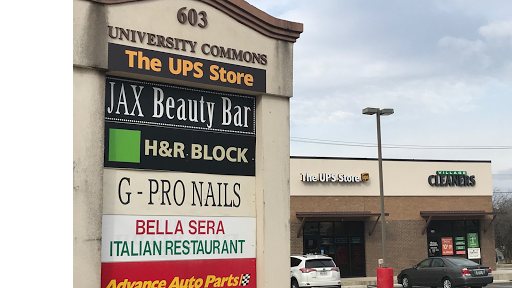 603
UNIVERSITY COMMONS
The UPS Store
JAX Beauty Bar
H&R BLOCK
G - PRO NAILS
BELLA SERA
ITALIAN RESTAURANT
Advance Auto Parts
The UPS Store
VILLAGE
CLEANERS